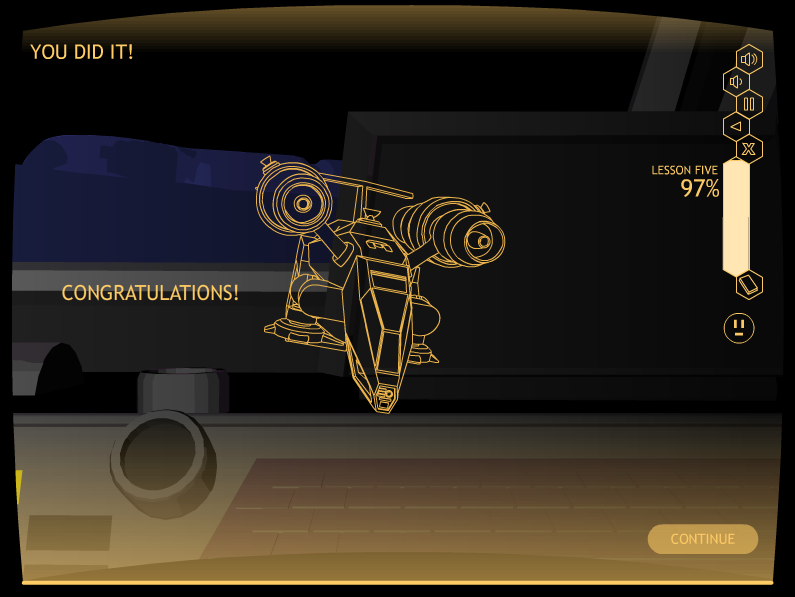 YOU DID IT!
LESSON FIVE
97%
CONGRATULATIONS!
CONTINUE